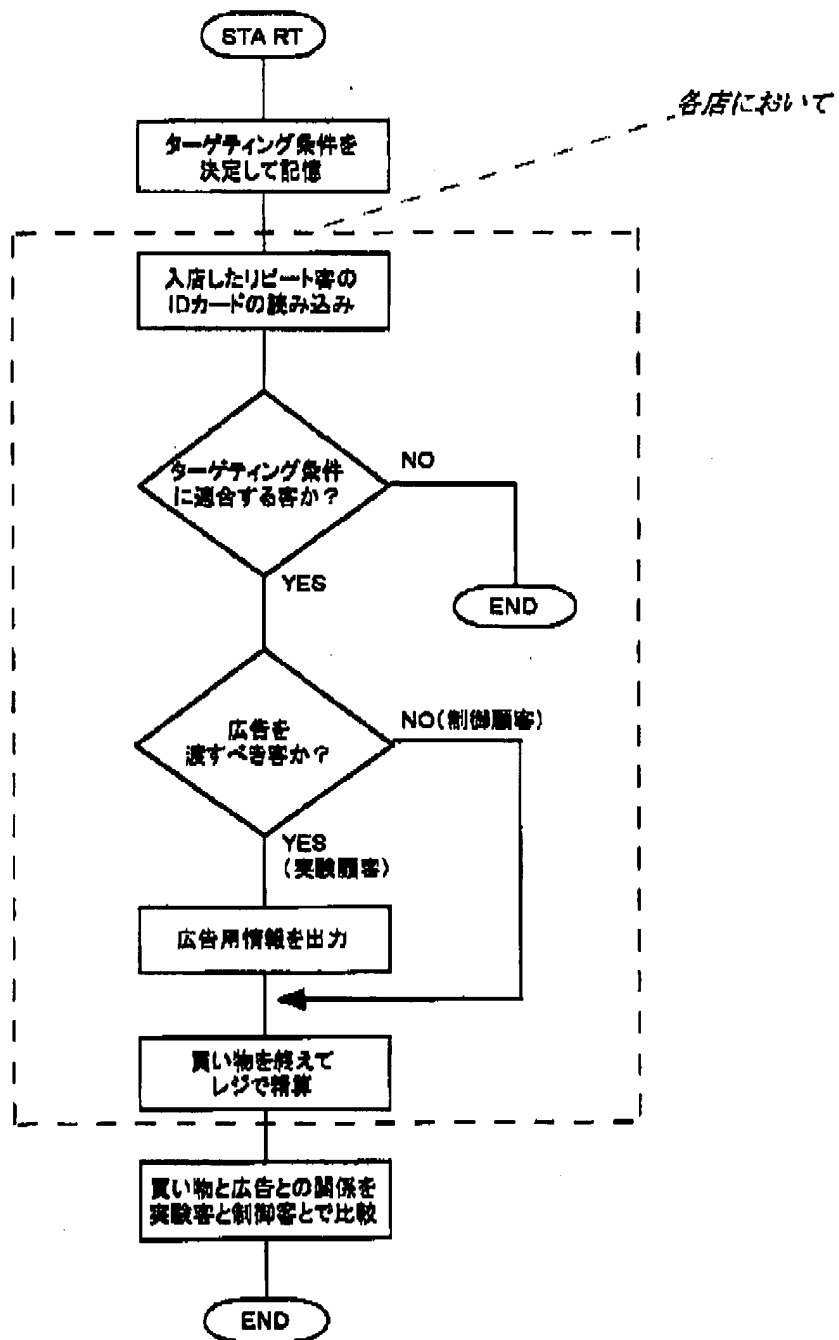 STA RT
各店において
ターゲティング条件を
決定して記憶
入店したリピート客の
IDカードの読み込み
ターゲティング条件
に適合する客か?
NO
YES
END
広告を
渡すべき客か?
NO(制御顧客)
YES
(実験顧客)
広告用情報を出力
買い物を終えて
レジで精算
買い物と広告との関係を
実験客と制御客とで比較
END